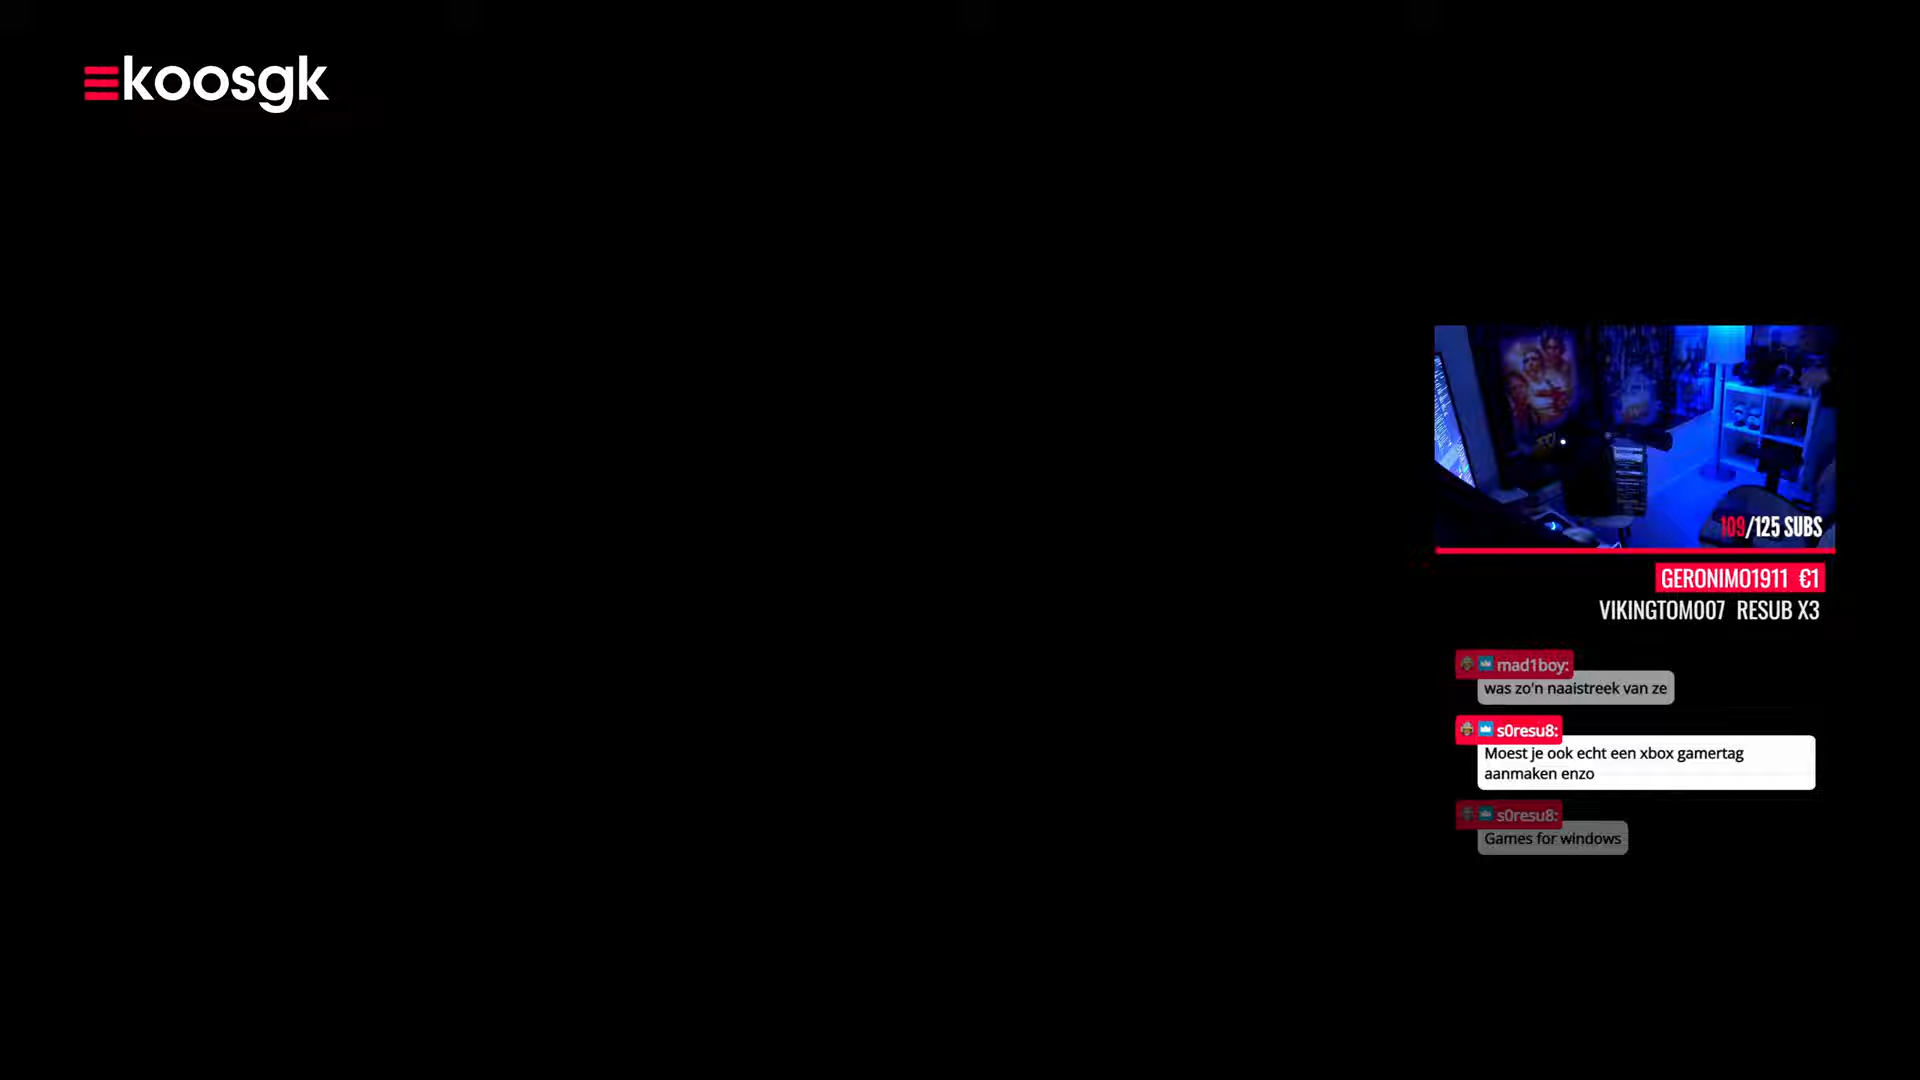 koosgk
109/125 SUBS
GERONIMO1911 €1
VIKINGTOM007 RESUB X3
mad1boy:
was zo'n naaistreek van ze
s0resu8:
Moest je ook echt een xbox gamertag
aanmaken enzo
s0resu8:
Games for windows